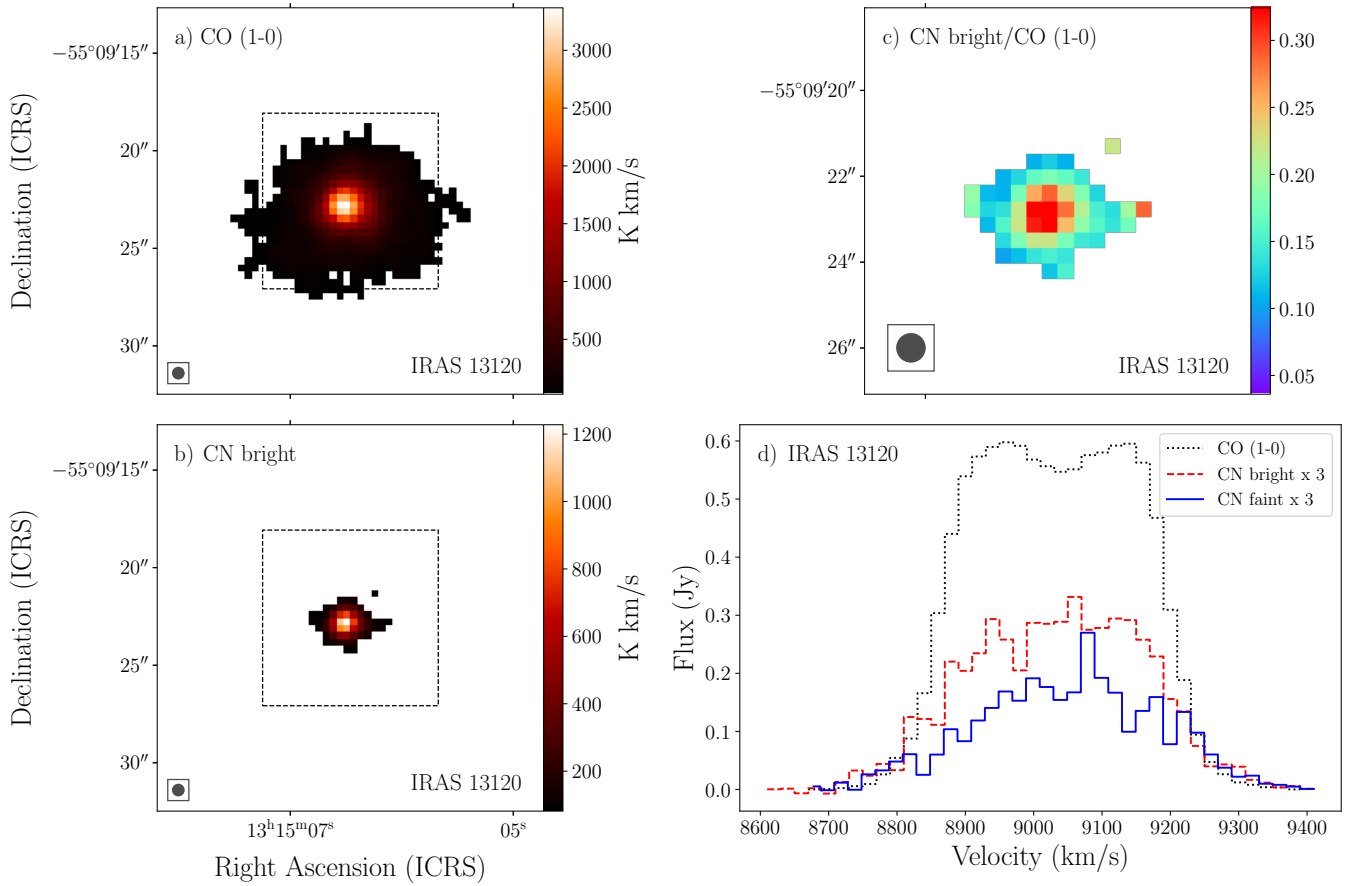 a) CO (1-0)
−55°09′15″
20″
25″
30″
Declination (ICRS)
IRAS 13120
3000
2500
2000
1500
1000
500
K km/s
c) CN bright/CO (1-0)
−55°09′20″
22″
24″
26″
IRAS 13120
0.30
0.25
0.20
0.15
0.10
0.05
b) CN bright
−55°09′15″
20″
25″
30″
Declination (ICRS)
IRAS 13120
13ʰ15ᵐ07ˢ
05ˢ
Right Ascension (ICRS)
1200
1000
800
600
400
200
K km/s
d) IRAS 13120
CO (1-0)
CN bright x 3
CN faint x 3
0.6
0.5
0.4
0.3
0.2
0.1
0.0
Flux (Jy)
8600 8700 8800 8900 9000 9100 9200 9300 9400
Velocity (km/s)